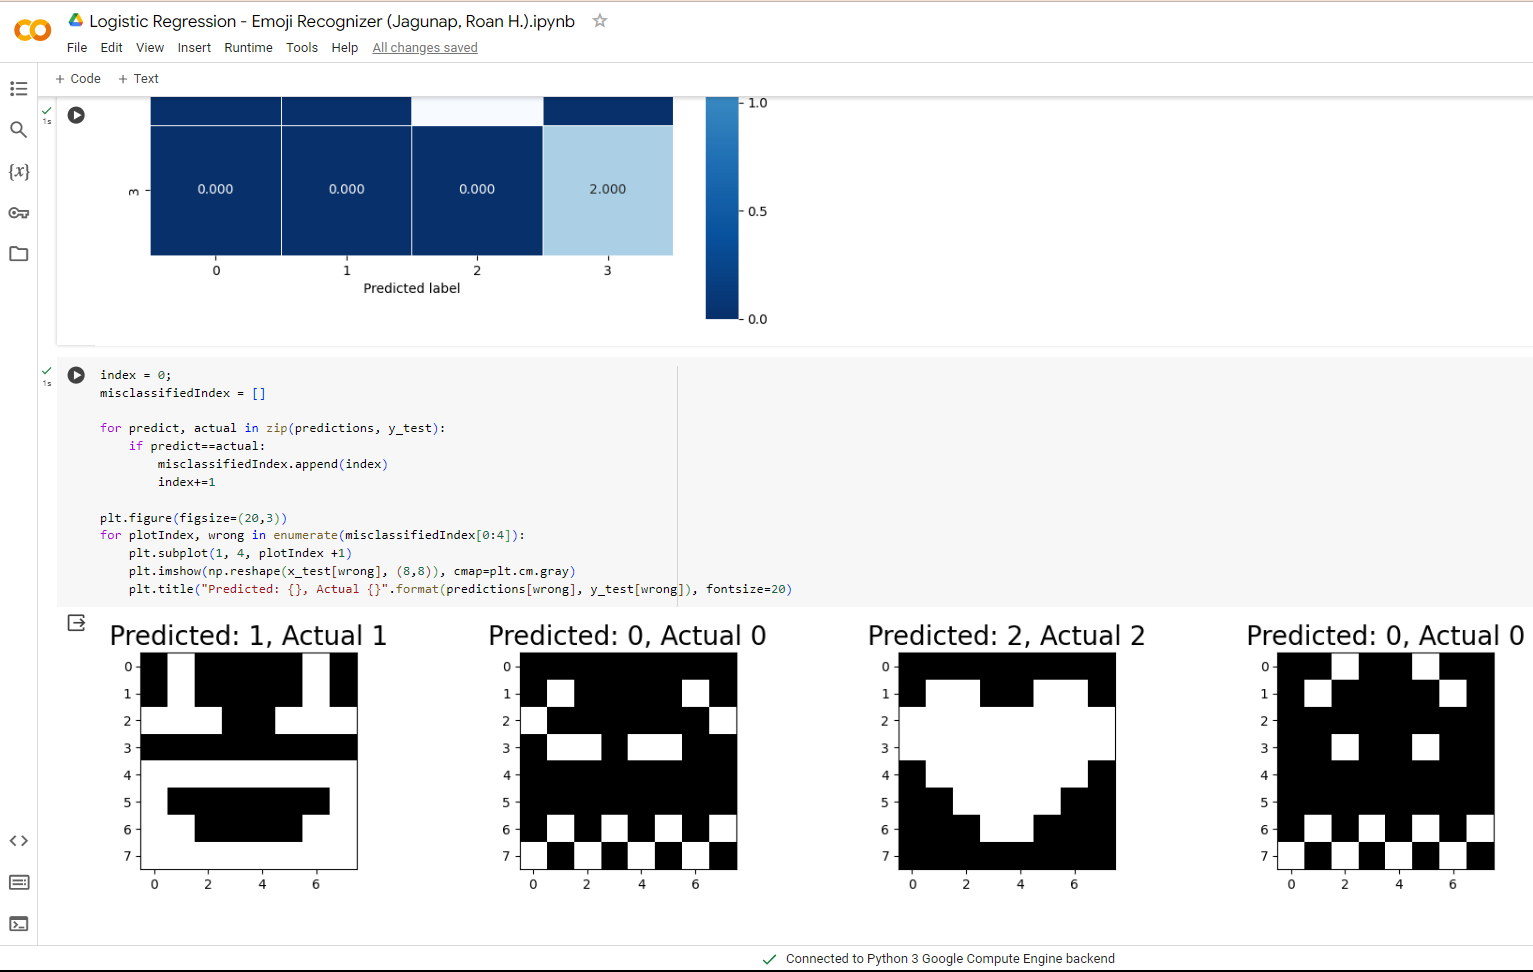 Logistic Regression - Emoji Recognizer (Jagunap, Roan H.).ipynb
File Edit View Insert Runtime Tools Help All changes saved
+ Code + Text
1s
1.0
0.000 0.000 0.000 2.000
3
0.5
0 1 2 3
Predicted label
0.0
1s
index = 0;
misclassifiedIndex = []
for predict, actual in zip(predictions, y_test):
if predict==actual:
misclassifiedIndex.append(index)
index+=1
plt.figure(figsize=(20,3))
for plotIndex, wrong in enumerate(misclassifiedIndex[0:4]):
plt.subplot(1, 4, plotIndex +1)
plt.imshow(np.reshape(x_test[wrong], (8,8)), cmap=plt.cm.gray)
plt.title("Predicted: {}, Actual {}".format(predictions[wrong], y_test[wrong]), fontsize=20)
Predicted: 1, Actual 1 Predicted: 0, Actual 0 Predicted: 2, Actual 2 Predicted: 0, Actual 0
0 0 0 0
1 1 1 1
2 2 2 2
3 3 3 3
4 4 4 4
5 5 5 5
6 6 6 6
7 7 7 7
0 2 4 6 0 2 4 6 0 2 4 6 0 2 4 6
Connected to Python 3 Google Compute Engine backend